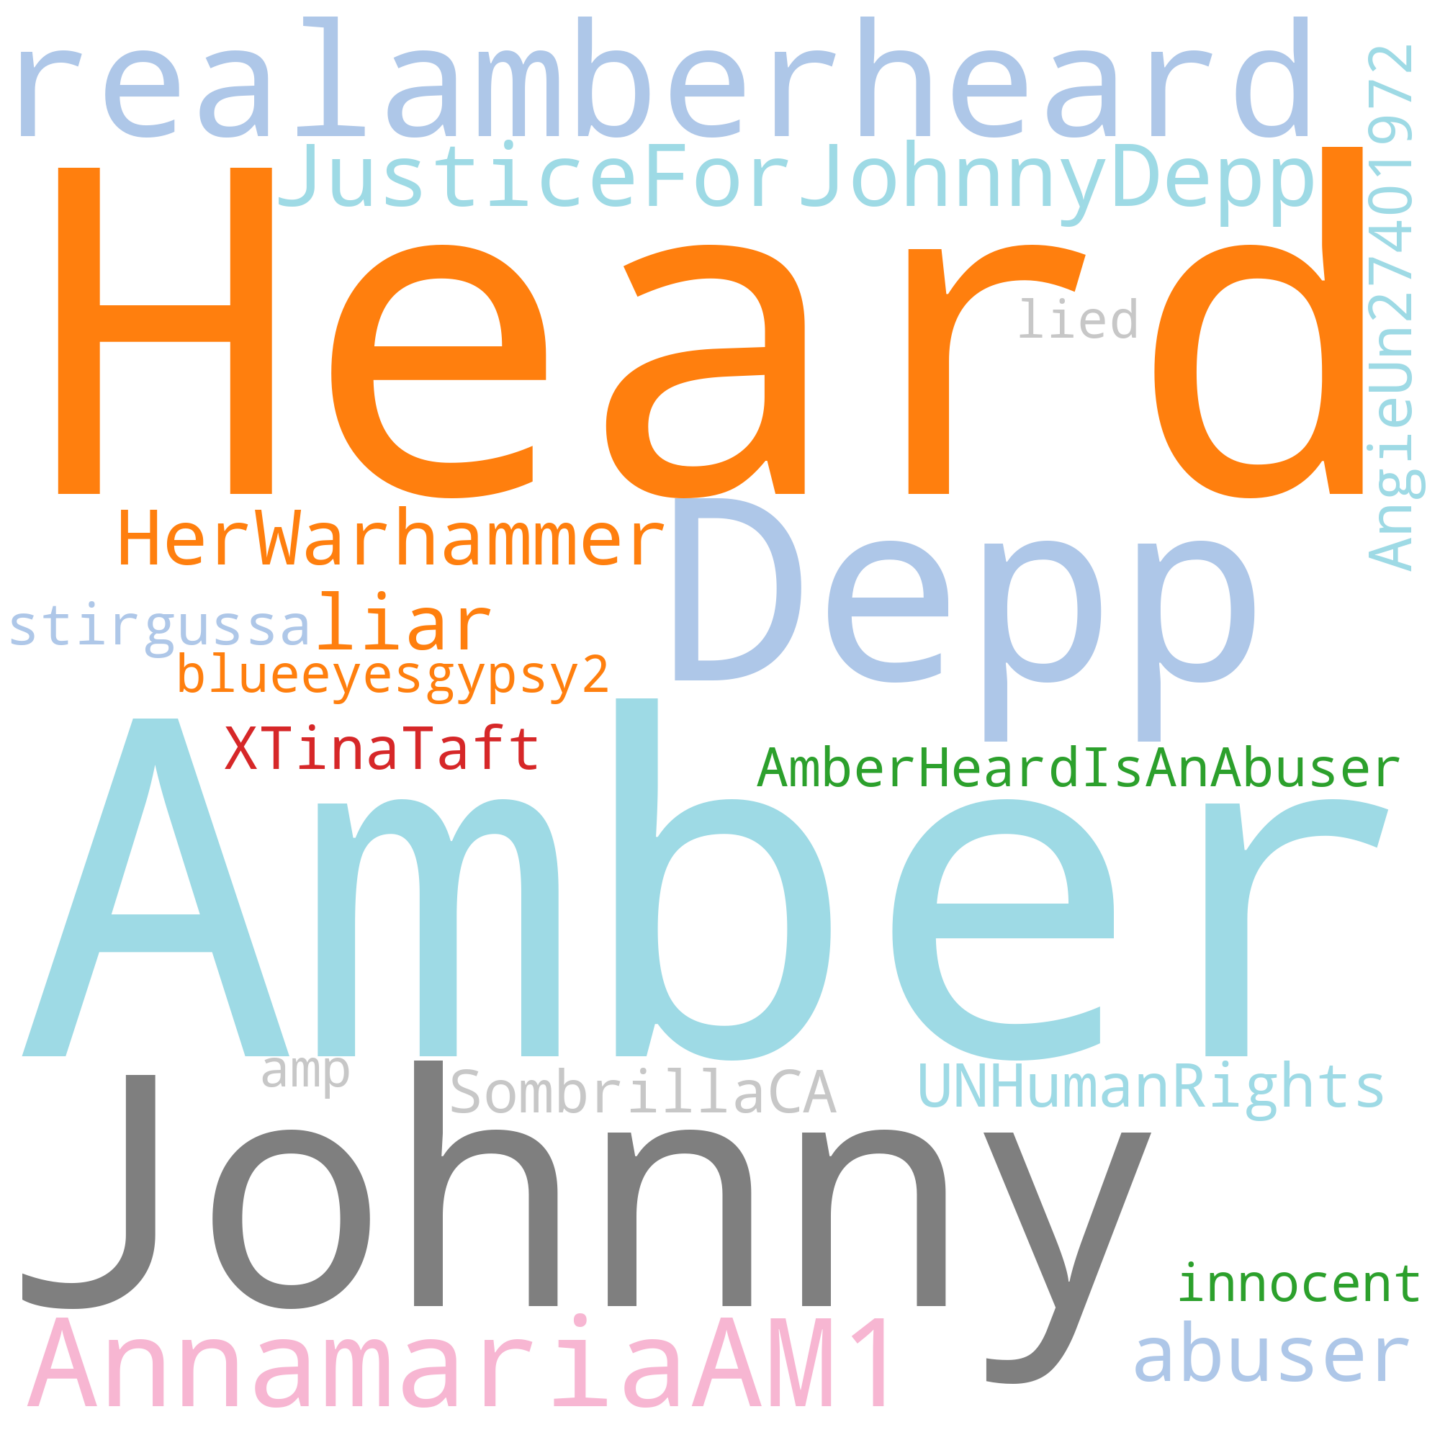 realamberheard
JusticeForJohnnyDepp
AngieUn27401972
Heard
lied
HerWarhammer
Depp
stirgussa
liar
blueeyesgypsy2
XTinaTaft
AmberHeardIsAnAbuser
Amber
amp
SombrillaCA
UNHumanRights
Johnny
innocent
AnnamariaAM1
abuser